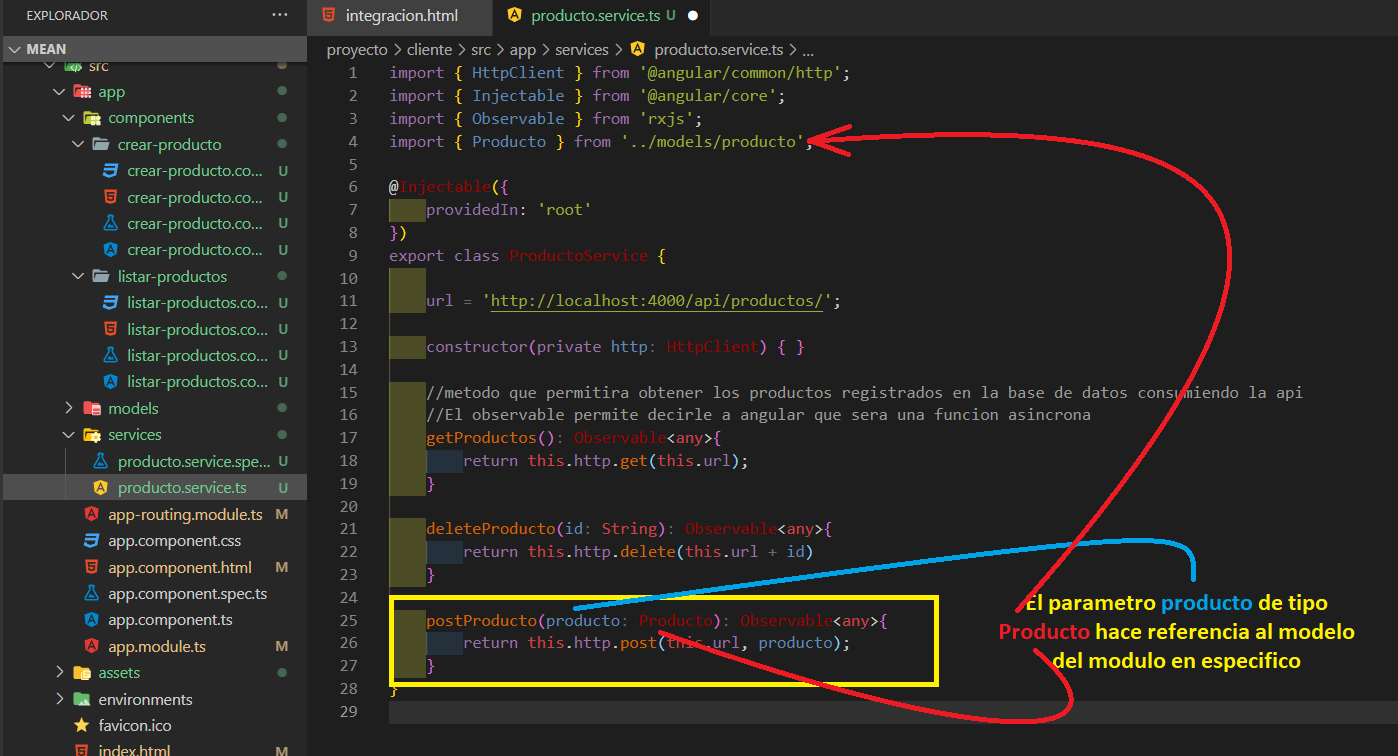 EXPLORADOR ···
MEAN
src
app
components
crear-producto
crear-producto.co... U
crear-producto.co... U
crear-producto.co... U
crear-producto.co... U
listar-productos
listar-productos.co... U
listar-productos.co... U
listar-productos.co... U
listar-productos.co... U
models
services
producto.service.spe... U
producto.service.ts U
app-routing.module.ts M
app.component.css
app.component.html M
app.component.spec.ts
app.component.ts
app.module.ts M
assets
environments
favicon.ico
index.html M
integracion.html producto.service.ts U
proyecto > cliente > src > app > services > producto.service.ts > ...
1 import { HttpClient } from '@angular/common/http';
2 import { Injectable } from '@angular/core';
3 import { Observable } from 'rxjs';
4 import { Producto } from '../models/producto';
5
6 @Injectable({
7 providedIn: 'root'
8 })
9 export class ProductoService {
10
11 url = 'http://localhost:4000/api/productos/';
12
13 constructor(private http: HttpClient) { }
14
15 //metodo que permitira obtener los productos registrados en la base de datos consumiendo la api
16 //El observable permite decirle a angular que sera una funcion asincrona
17 getProductos(): Observable<any>{
18 return this.http.get(this.url);
19 }
20
21 deleteProducto(id: String): Observable<any>{
22 return this.http.delete(this.url + id)
23 }
24
25 postProducto(producto: Producto): Observable<any>{
26 return this.http.post(this.url, producto);
27 }
28 }
29
El parametro producto de tipo
Producto hace referencia al modelo
del modulo en especifico